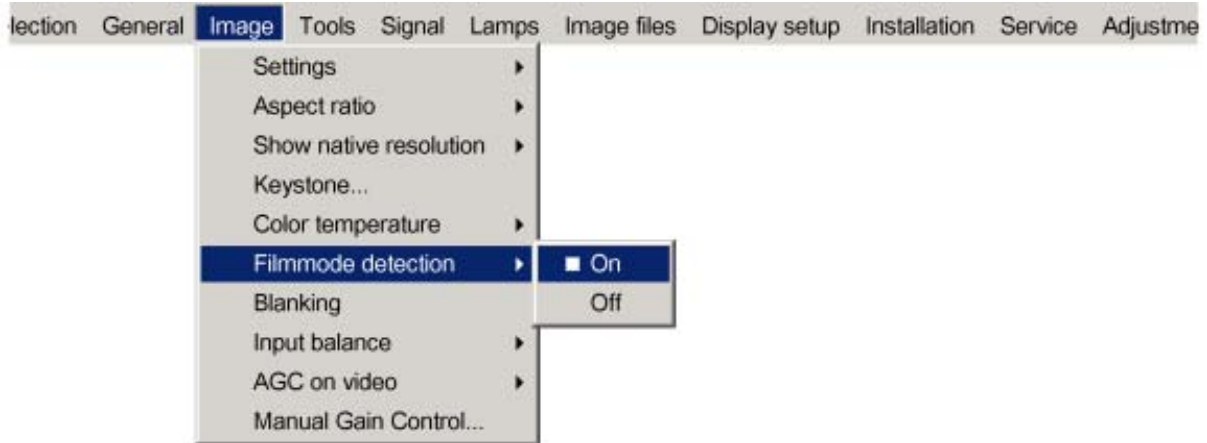 lection General Image Tools Signal Lamps Image files Display setup Installation Service Adjustme
Settings
Aspect ratio
Show native resolution
Keystone...
Color temperature
Filmmode detection
On
Off
Blanking
Input balance
AGC on video
Manual Gain Control...